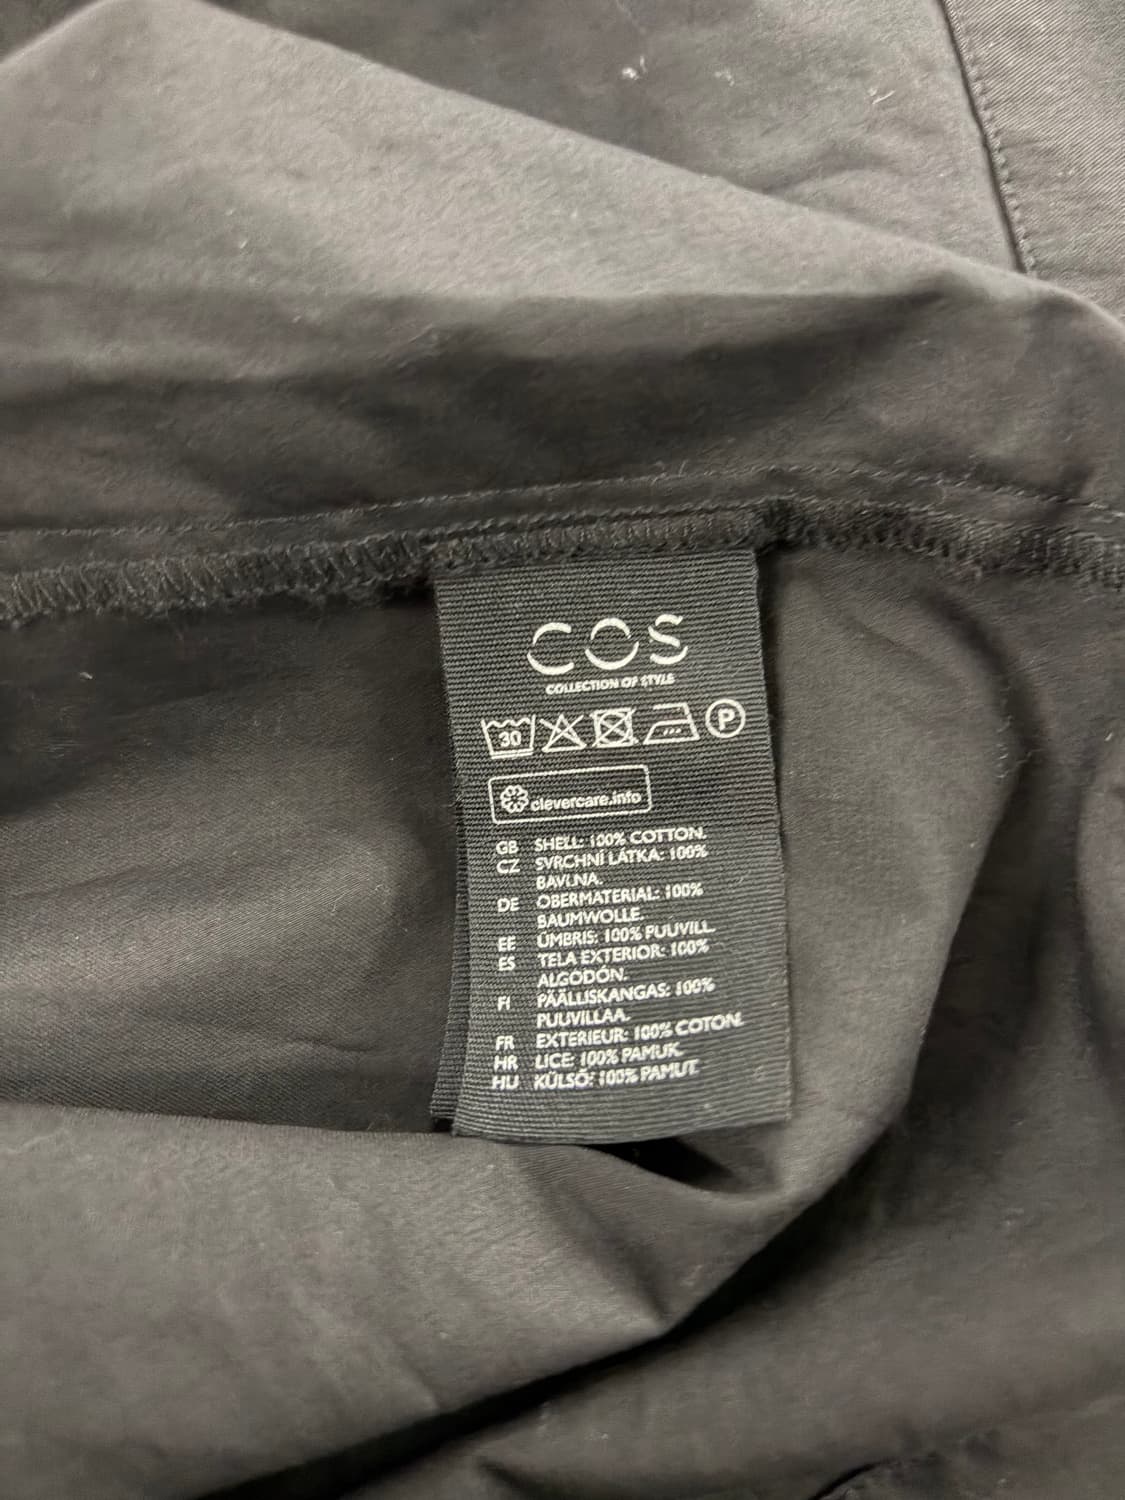 COS
COLLECTION OF STYLE
30 P
clevercare.info
GB SHELL: 100% COTTON.
CZ SVRCHNÍ LÁTKA: 100%
BAVLNA.
DE OBERMATERIAL: 100%
BAUMWOLLE.
EE ÜMBRIS: 100% PUUVILL.
ES TELA EXTERIOR: 100%
ALGODÓN.
FI PÄÄLLISKANGAS: 100%
PUUVILLAA.
FR EXTERIEUR: 100% COTON.
HR LICE: 100% PAMUK.
HU KÜLSŐ: 100% PAMUT.